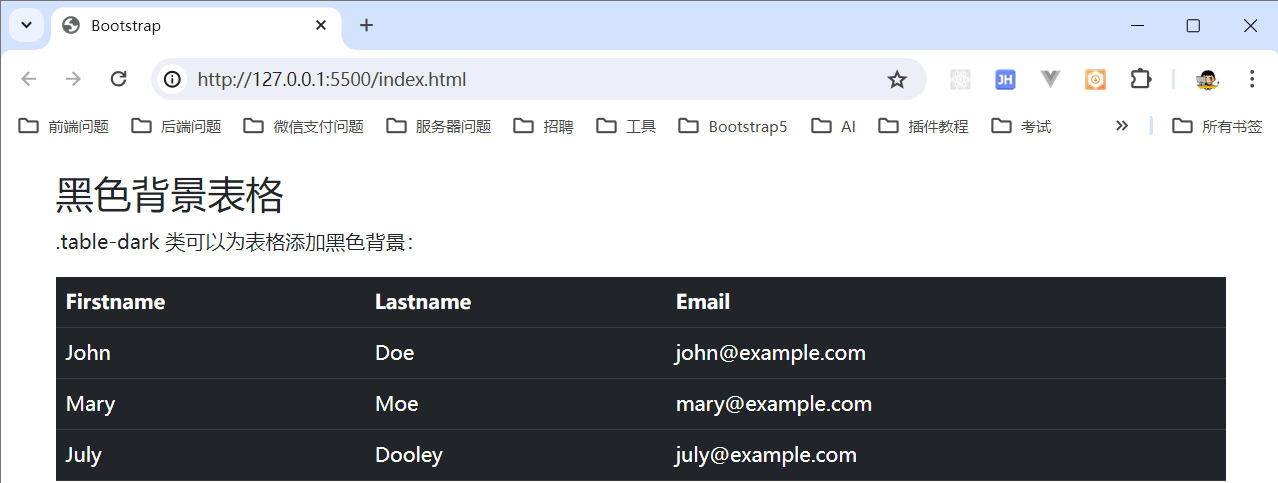 Bootstrap
http://127.0.0.1:5500/index.html
JH
前端问题 后端问题 微信支付问题 服务器问题 招聘 工具 Bootstrap5 AI 插件教程 考试 » 所有书签
黑色背景表格
.table-dark 类可以为表格添加黑色背景：
Firstname Lastname Email
John Doe john@example.com
Mary Moe mary@example.com
July Dooley july@example.com